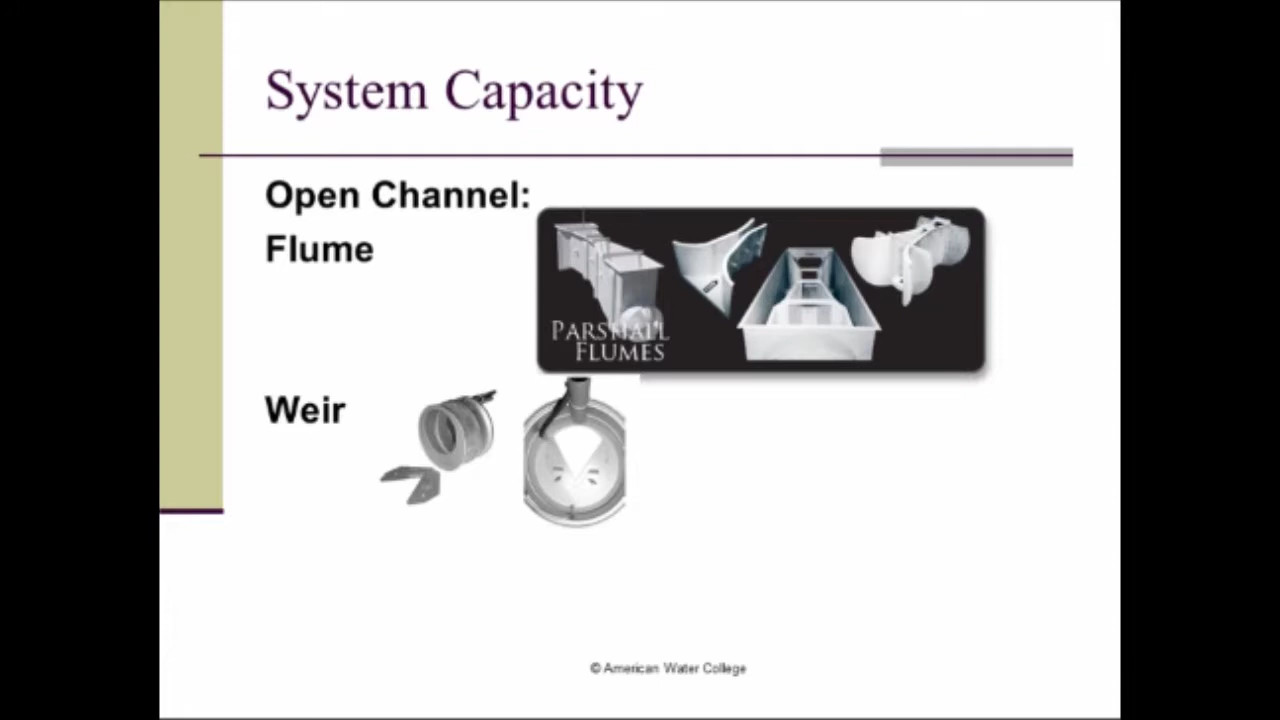 System Capacity
Open Channel:
Flume
PARSHALL
FLUMES
Weir
© American Water College